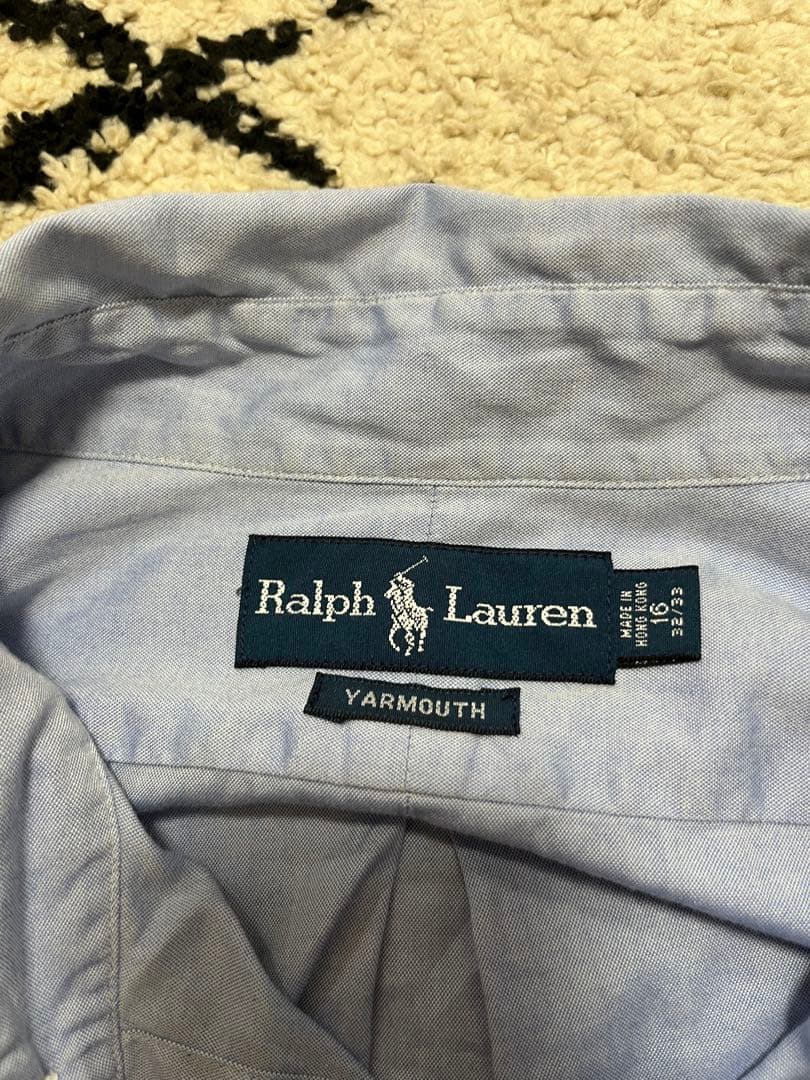 Ralph Lauren
MADE IN
HONG KONG
16
32/33
YARMOUTH